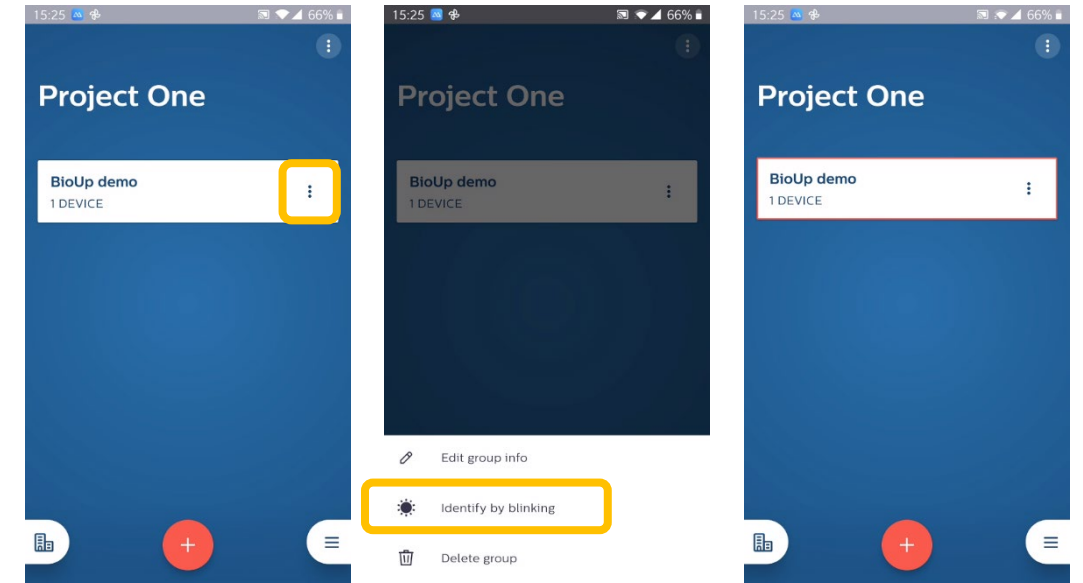 15:25
66%
Project One
BioUp demo
1 DEVICE
15:25
66%
Project One
BioUp demo
1 DEVICE
Edit group info
Identify by blinking
Delete group
15:25
66%
Project One
BioUp demo
1 DEVICE